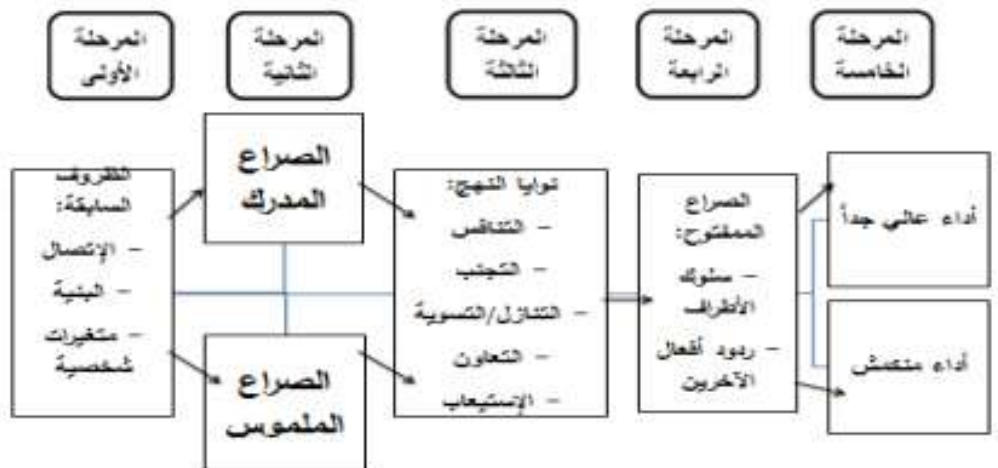 المرحلة
الأولى
المرحلة
الثانية
المرحلة
الثالثة
المرحلة
الرابعة
المرحلة
الخامسة
الظروف
السابقة:
- الإتصال
- البنية
- متغيرات
شخصية
الصراع
المدرك
الصراع
الملموس
نوايا النهج:
- التنافس
- التجنب
- التنازل/التسوية
- التعاون
- الإستيعاب
الصراع
الممفتوح:
- سلوك
الأطراف
- ردود أفعال
الآخرين
أداء عالي جداً
أداء منكمش